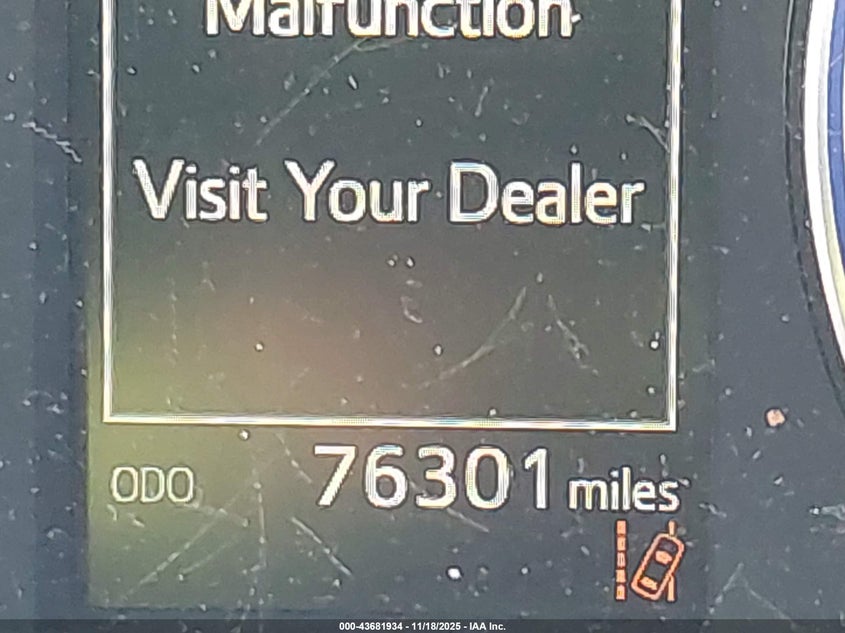 Malfunction
Visit Your Dealer
ODO 76301 miles
000-43681934 - 11/18/2025 - IAA Inc.